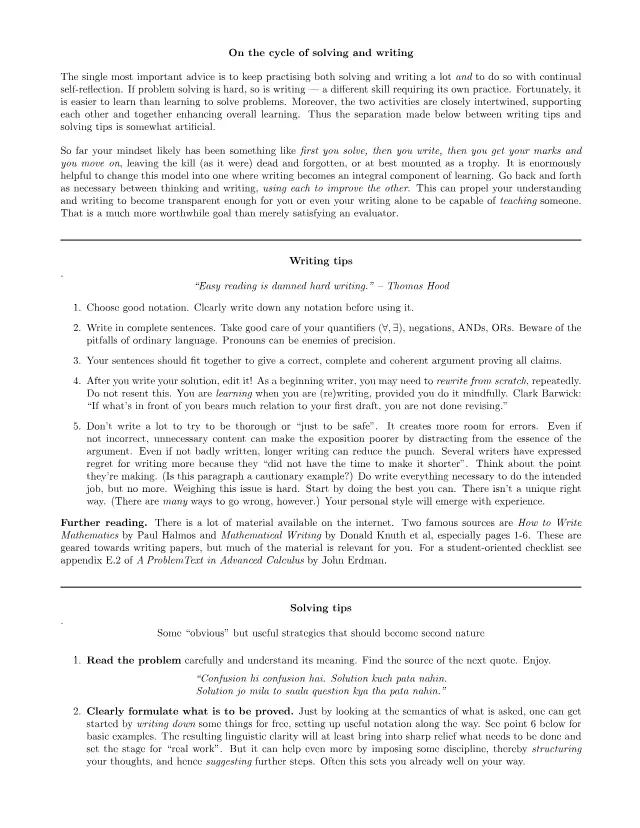 On the cycle of solving and writing
The single most important advice is to keep practising both solving and writing a lot and to do so with continual
self-reflection. If problem solving is hard, so is writing — a different skill requiring its own practice. Fortunately, it
is easier to learn than learning to solve problems. Moreover, the two activities are closely intertwined, supporting
each other and together enhancing overall learning. Thus the separation made below between writing tips and
solving tips is somewhat artificial.
So far your mindset likely has been something like first you solve, then you write, then you get your marks and
you move on, leaving the kill (as it were) dead and forgotten, or at best mounted as a trophy. It is enormously
helpful to change this model into one where writing becomes an integral component of learning. Go back and forth
as necessary between thinking and writing, using each to improve the other. This can propel your understanding
and writing to become transparent enough for you or even your writing alone to be capable of teaching someone.
That is a much more worthwhile goal than merely satisfying an evaluator.
Writing tips
.
“Easy reading is damned hard writing.” – Thomas Hood
1. Choose good notation. Clearly write down any notation before using it.
2. Write in complete sentences. Take good care of your quantifiers (∀, ∃), negations, ANDs, ORs. Beware of the
pitfalls of ordinary language. Pronouns can be enemies of precision.
3. Your sentences should fit together to give a correct, complete and coherent argument proving all claims.
4. After you write your solution, edit it! As a beginning writer, you may need to rewrite from scratch, repeatedly.
Do not resent this. You are learning when you are (re)writing, provided you do it mindfully. Clark Barwick:
“If what’s in front of you bears much relation to your first draft, you are not done revising.”
5. Don’t write a lot to try to be thorough or “just to be safe”. It creates more room for errors. Even if
not incorrect, unnecessary content can make the exposition poorer by distracting from the essence of the
argument. Even if not badly written, longer writing can reduce the punch. Several writers have expressed
regret for writing more because they “did not have the time to make it shorter”. Think about the point
they’re making. (Is this paragraph a cautionary example?) Do write everything necessary to do the intended
job, but no more. Weighing this issue is hard. Start by doing the best you can. There isn’t a unique right
way. (There are many ways to go wrong, however.) Your personal style will emerge with experience.
Further reading. There is a lot of material available on the internet. Two famous sources are How to Write
Mathematics by Paul Halmos and Mathematical Writing by Donald Knuth et al, especially pages 1-6. These are
geared towards writing papers, but much of the material is relevant for you. For a student-oriented checklist see
appendix E.2 of A ProblemText in Advanced Calculus by John Erdman.
Solving tips
.
Some “obvious” but useful strategies that should become second nature
1. Read the problem carefully and understand its meaning. Find the source of the next quote. Enjoy.
“Confusion hi confusion hai. Solution kuch pata nahin.
Solution jo mila to saala question kya tha pata nahin.”
2. Clearly formulate what is to be proved. Just by looking at the semantics of what is asked, one can get
started by writing down some things for free, setting up useful notation along the way. See point 6 below for
basic examples. The resulting linguistic clarity will at least bring into sharp relief what needs to be done and
set the stage for “real work”. But it can help even more by imposing some discipline, thereby structuring
your thoughts, and hence suggesting further steps. Often this sets you already well on your way.